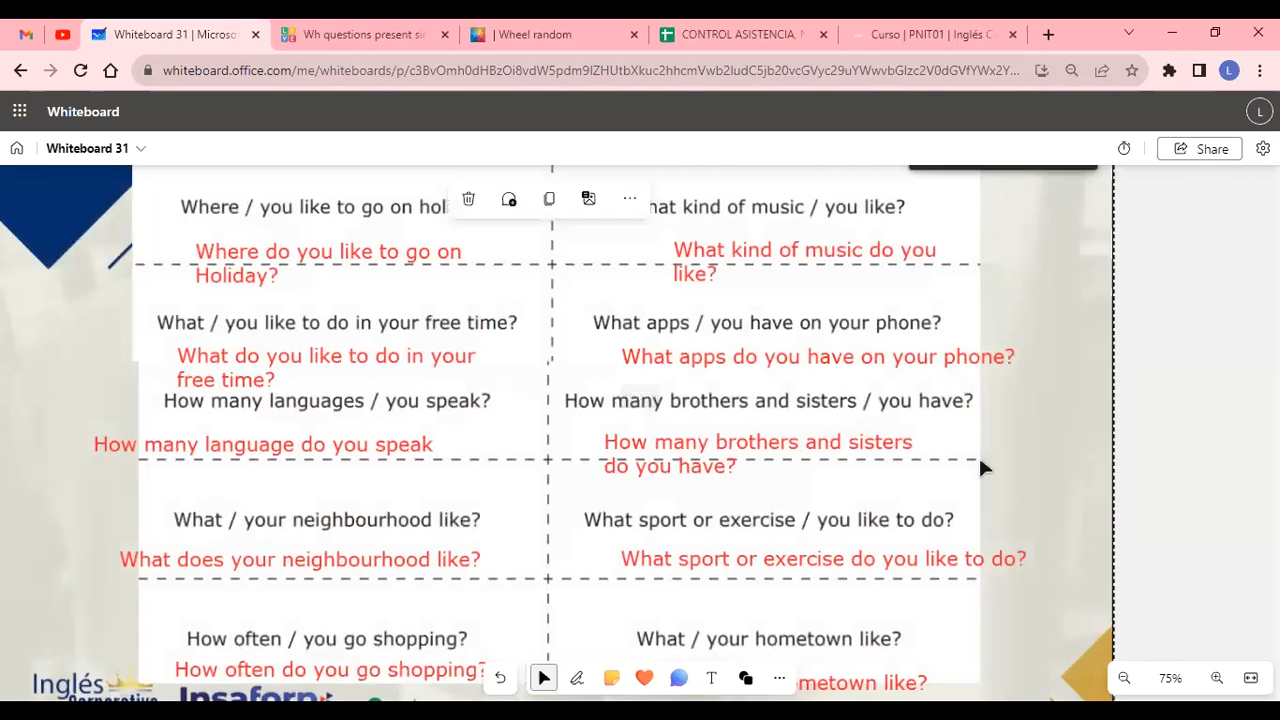 Whiteboard 31 | Microso
Wh questions present sir
| Wheel random
CONTROL ASISTENCIA, N
Curso | PNIT01 | Inglés C
L
Whiteboard
L
Whiteboard 31
Share
Where / you like to go on hol
hat kind of music / you like?
Where do you like to go on
Holiday?
What kind of music do you
like?
What / you like to do in your free time?
What apps / you have on your phone?
What do you like to do in your
free time?
What apps do you have on your phone?
How many languages / you speak?
How many brothers and sisters / you have?
How many language do you speak
How many brothers and sisters
do you have?
What / your neighbourhood like?
What sport or exercise / you like to do?
What does your neighbourhood like?
What sport or exercise do you like to do?
How often / you go shopping?
What / your hometown like?
How often do you go shopping?
metown like?
Inglés
Insaforp
75%